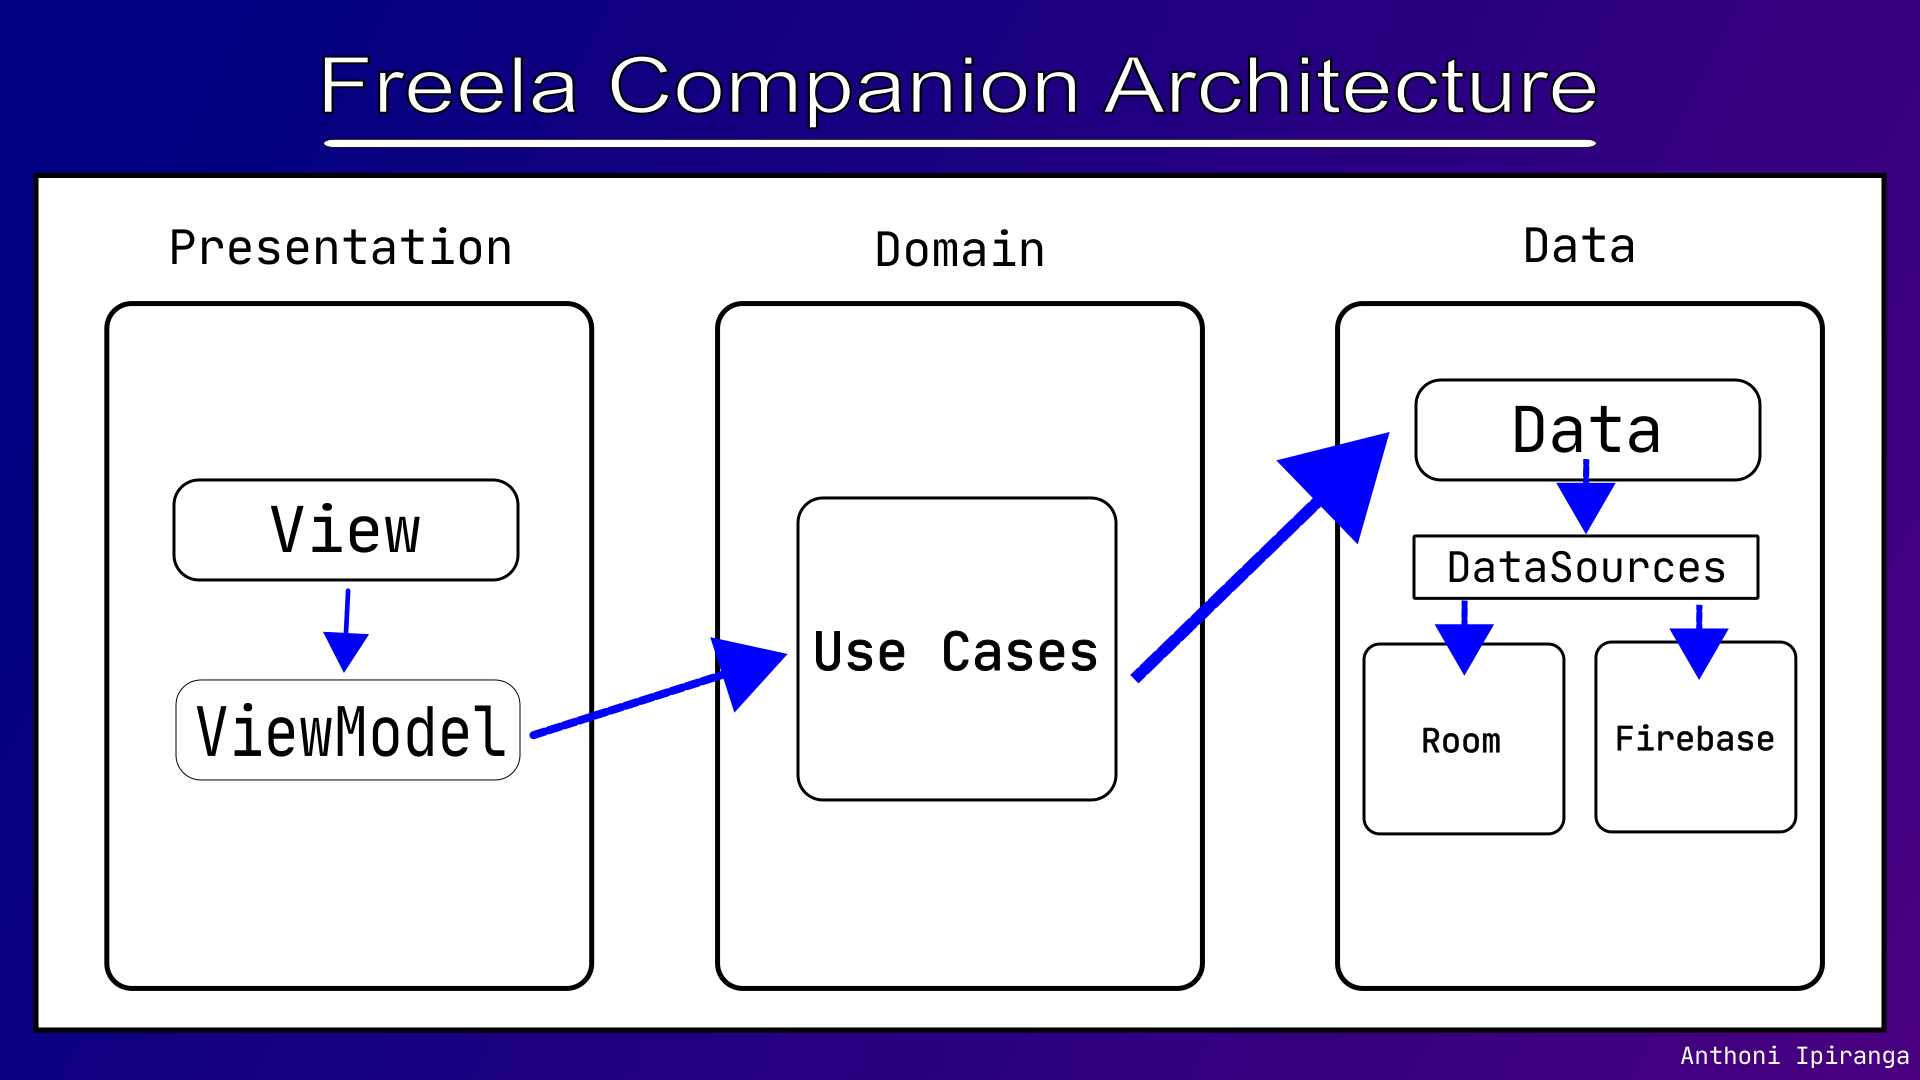 Freela Companion Architecture
Presentation
Domain
Data
View
ViewModel
Use Cases
Data
DataSources
Room
Firebase
Anthoni Ipiranga